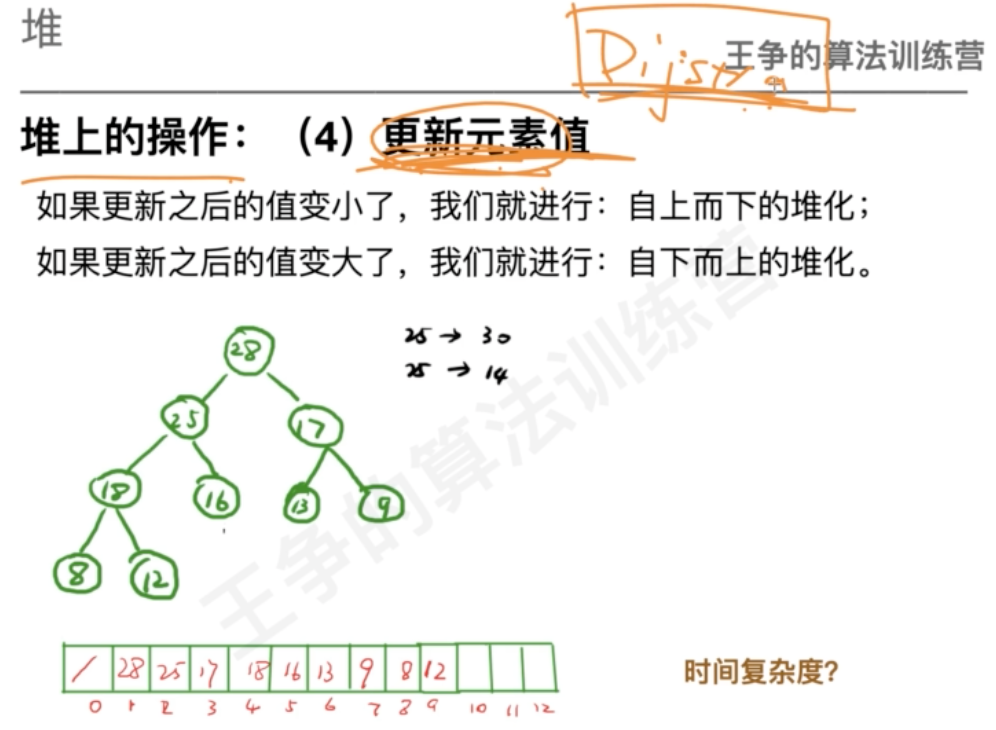 堆
Dijstra
王争的算法训练营
堆上的操作：（4）更新元素值
如果更新之后的值变小了，我们就进行：自上而下的堆化；
如果更新之后的值变大了，我们就进行：自下而上的堆化。
25 → 30
25 → 14
28
25 17
18 16 13 9
8 12
王争的算法训练营
/ 28 25 17 18 16 13 9 8 12
0 1 2 3 4 5 6 7 8 9 10 11 12
时间复杂度？